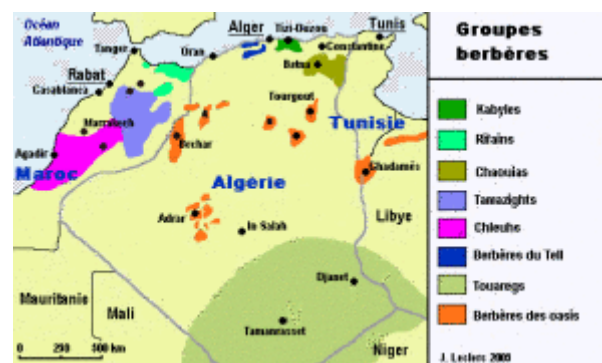 Océan
Atlantique
Tanger
Rabat
Casablanca
Marrakech
Agadir
Maroc
Oran
Alger
Tizi-Ouzou
Constantine
Batna
Tunis
Tourgout
Tunisie
Bechar
Ghadamès
Algérie
Adrar
In Salah
Libye
Djanet
Mauritanie
Mali
Tamanrasset
Niger
0 250 500 km
Groupes
berbères
Kabyles
Rifains
Chaouias
Tamazights
Chleuhs
Berbères du Tell
Touaregs
Berbères des oasis
J. Leclerc